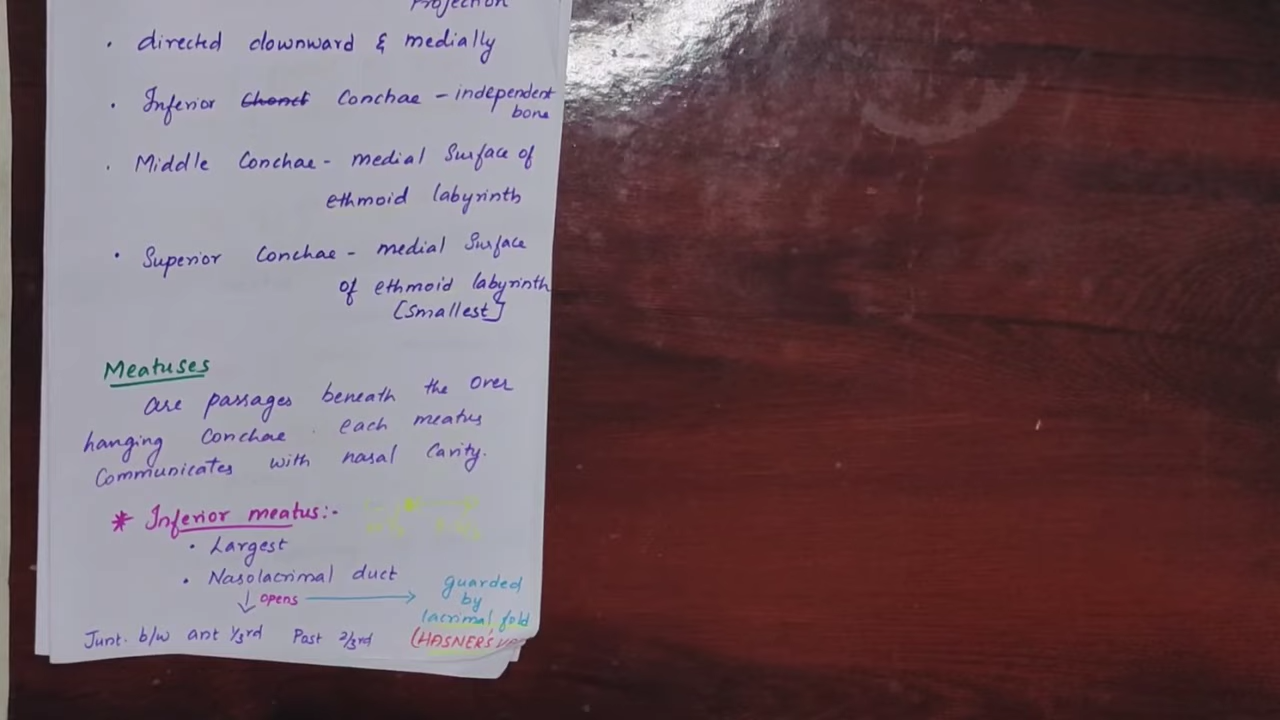 Projection
• directed downward & medially
• Inferior Chonct Conchae - independent
bone
• Middle Conchae - medial Surface of
ethmoid labyrinth
• Superior Conchae - medial Surface
of ethmoid labyrinth
[smallest]
Meatuses
are passages beneath the over
hanging Conchae. each meatus
Communicates with nasal Cavity.
* Inferior meatus:-
• Largest
• Nasolacrimal duct
↓ opens → guarded
by
lacrimal fold
Junt. b/w ant 1/3rd Post 2/3rd (HASNER'S